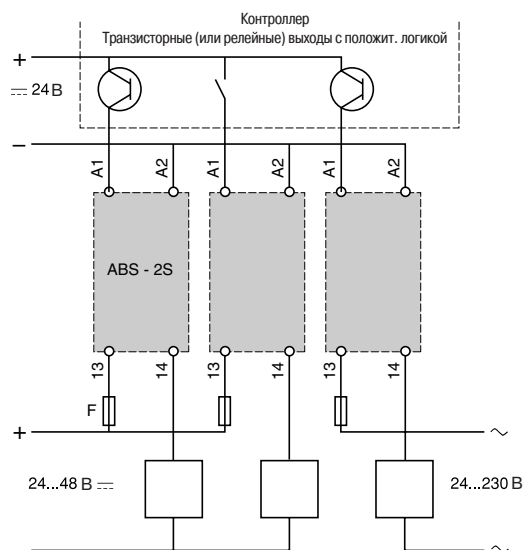 Контроллер
Транзисторные (или релейные) выходы с положит. логикой
+
⎓ 24 В
−
A1 A2 A1 A2 A1 A2
ABS - 2S
13 14 13 14 13 14
F
+ ~
24...48 В ⎓ 24...230 В
~